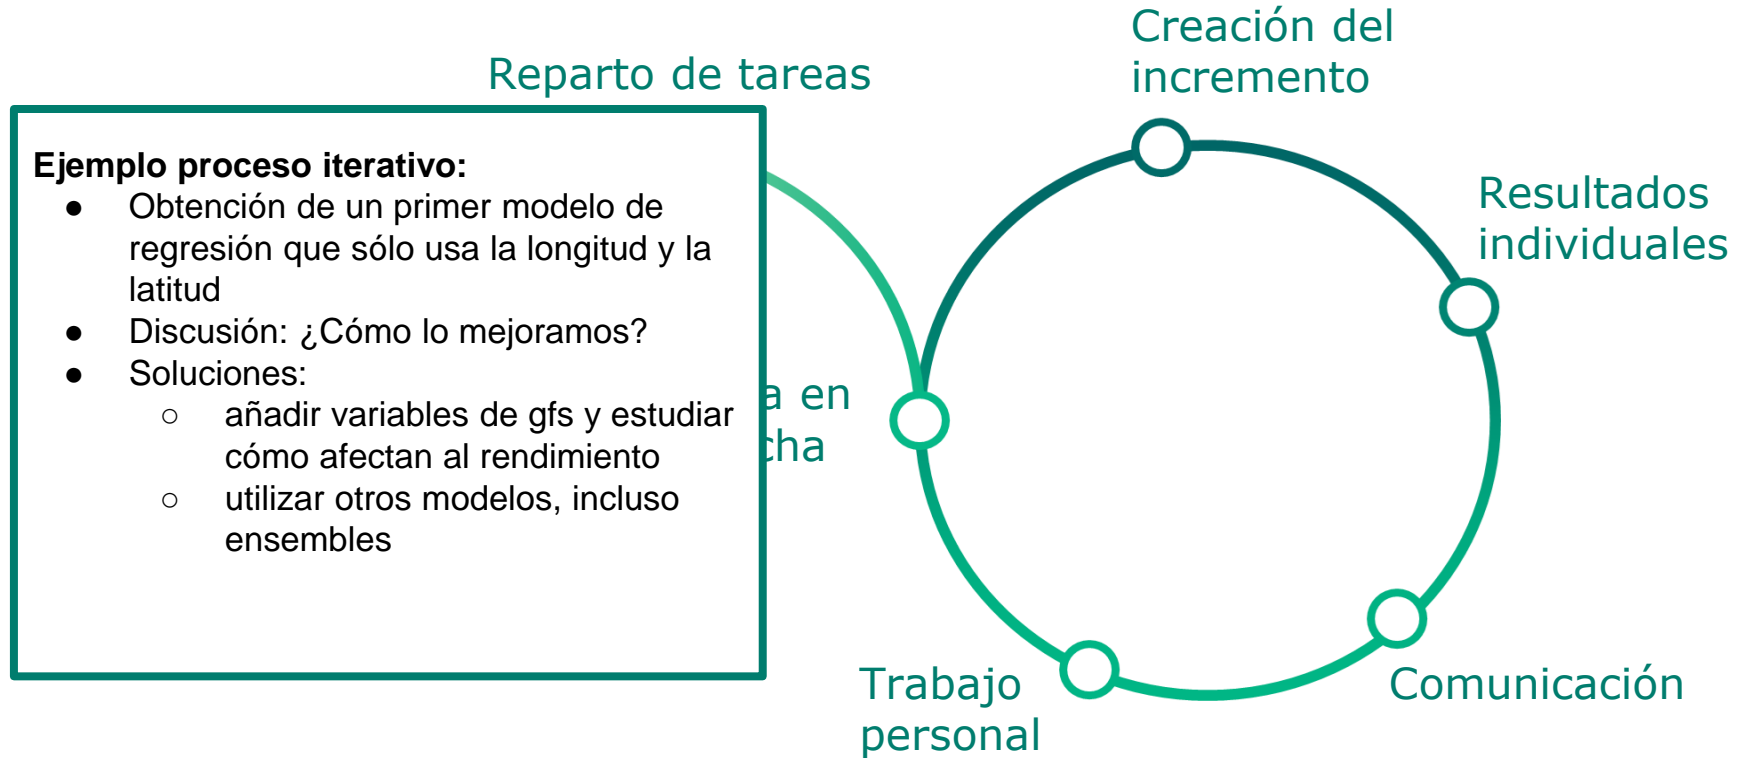 Reparto de tareas
Creación del
incremento
Ejemplo proceso iterativo:
● Obtención de un primer modelo de
regresión que sólo usa la longitud y la
latitud
● Discusión: ¿Cómo lo mejoramos?
● Soluciones:
○ añadir variables de gfs y estudiar
cómo afectan al rendimiento
○ utilizar otros modelos, incluso
ensembles
en
Resultados
individuales
Trabajo
personal
Comunicación